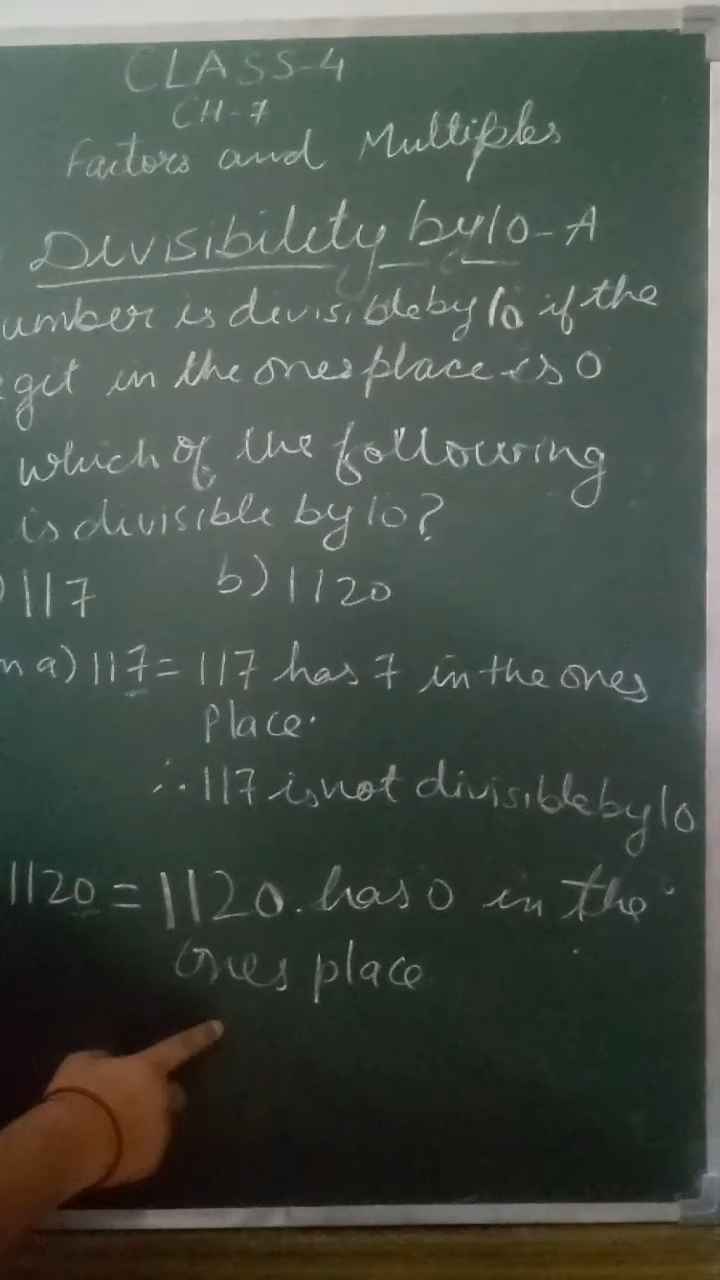 CLASS-4
CH-7
Factors and Multiples
Divisibility by 10 - A
umber is divisible by 10 if the
git in the ones place is 0
which of the following
is divisible by 10?
) 117 b) 1120
n a) 117 = 117 has 7 in the ones
Place.
∴ 117 is not divisible by 10
1120 = 1120. has 0 in the
ones place